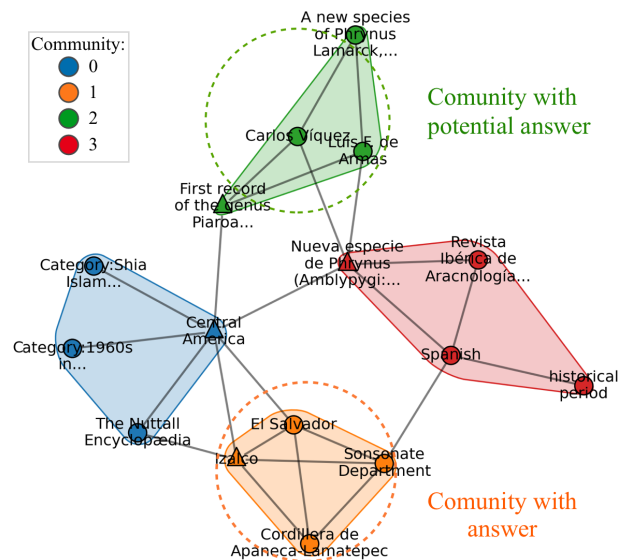 A new species
of Phrynus
Lamarck,...
Community:
0
1
2
3
Comunity with
potential answer
Carlos Víquez
Luis F. de
Armas
First record
of the genus
Piarba...
Nueva especie
de Phrynus
(Amblypygi:...
Revista
Ibérica de
Aracnología...
Category:Shia
Islam...
Central
America
Category:1960s
in...
Spanish
historical
period
The Nuttall
Encyclopædia
El Salvador
Izalco
Sonsonate
Department
Cordillera de
Apaneca-Lamatepec
Comunity with
answer